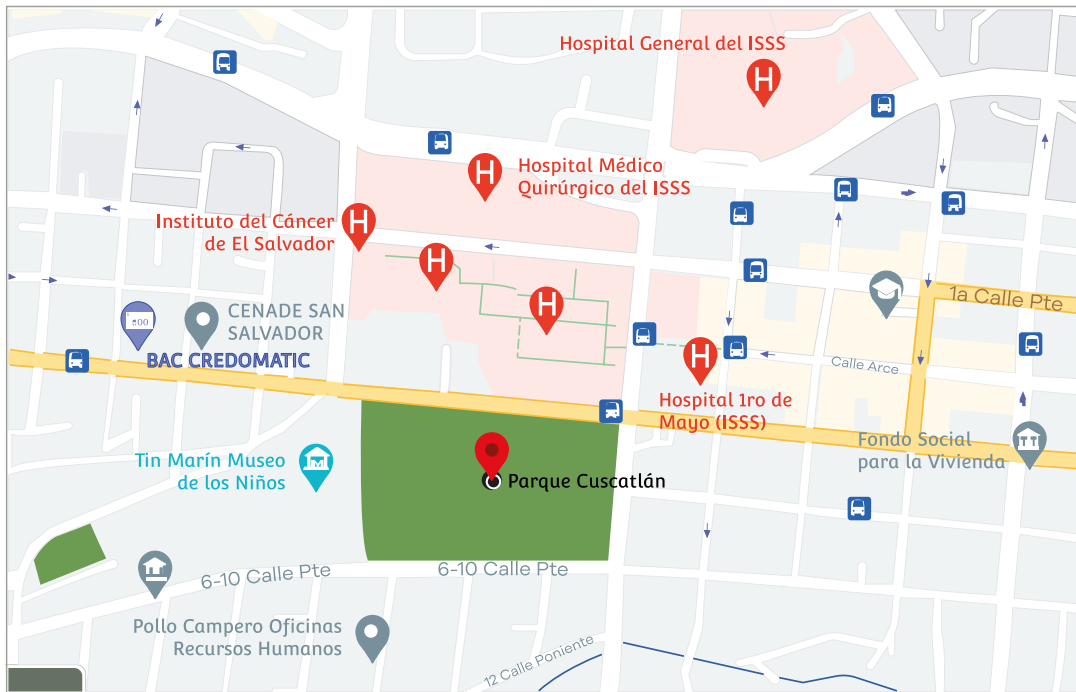 Hospital General del ISSS
H
H
Hospital Médico
Quirúrgico del ISSS
Instituto del Cáncer
de El Salvador
H
H
H
1a Calle Pte
CENADE SAN
SALVADOR
BAC CREDOMATIC
H
Calle Arce
Hospital 1ro de
Mayo (ISSS)
Fondo Social
para la Vivienda
Tin Marín Museo
de los Niños
Parque Cuscatlán
6-10 Calle Pte
6-10 Calle Pte
Pollo Campero Oficinas
Recursos Humanos
12 Calle Poniente